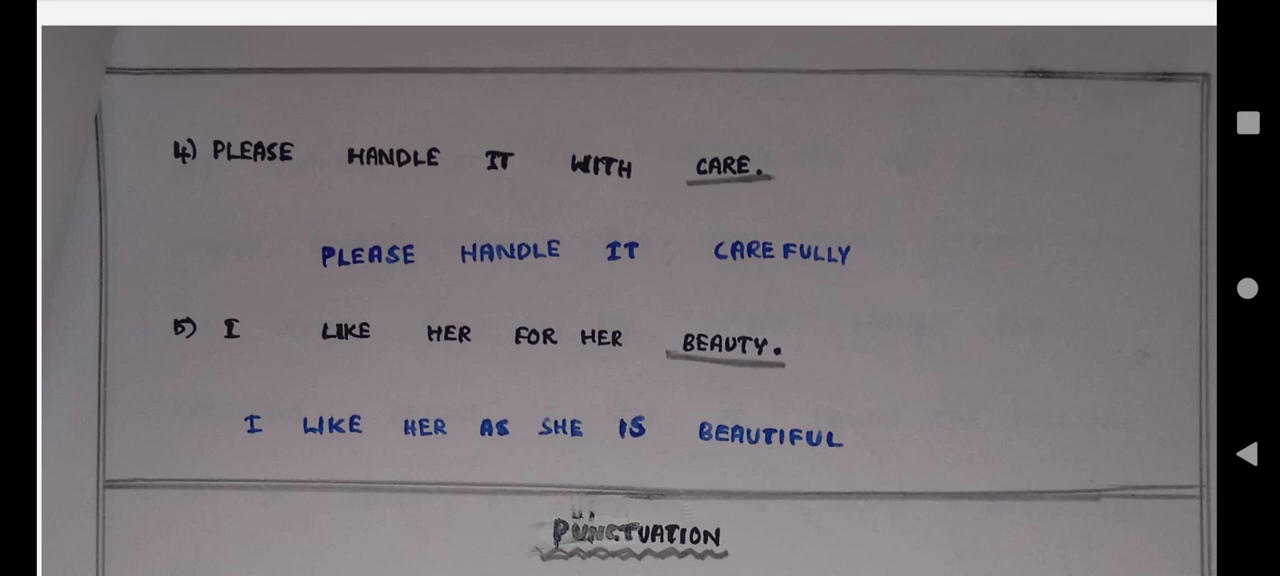 4) PLEASE HANDLE IT WITH CARE.
PLEASE HANDLE IT CAREFULLY
5) I LIKE HER FOR HER BEAUTY.
I LIKE HER AS SHE IS BEAUTIFUL
PUNCTUATION